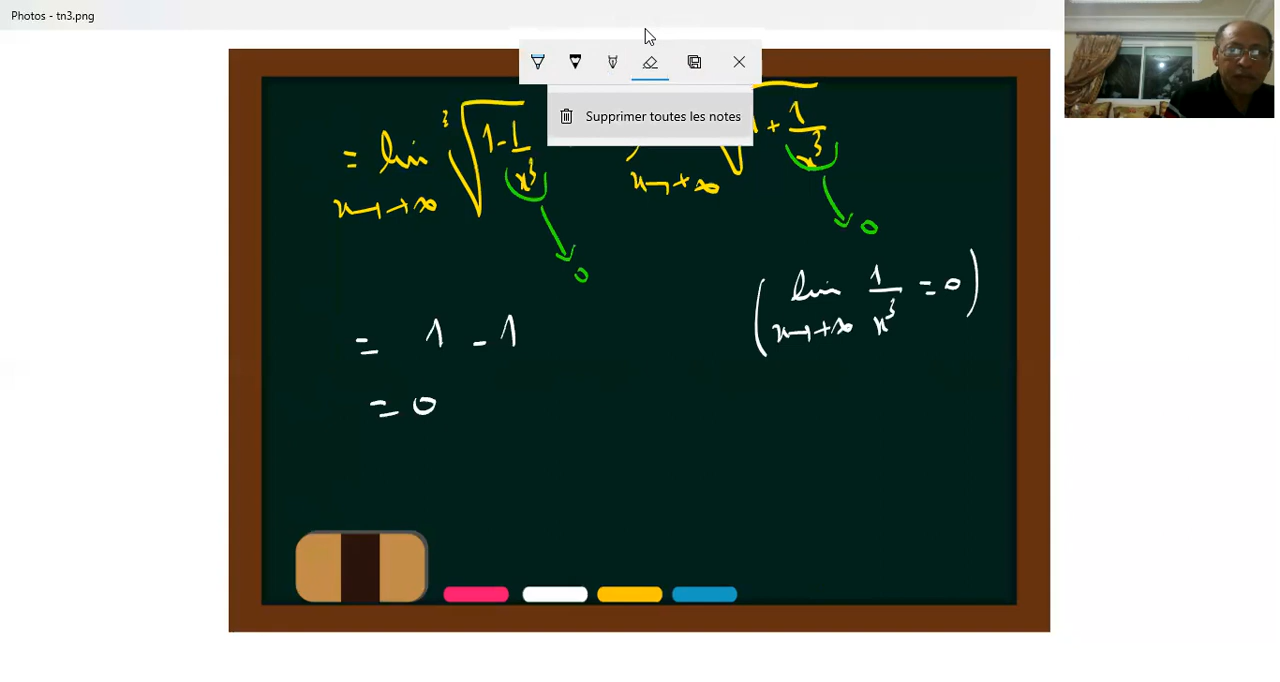 Photos - tn3.png
Supprimer toutes les notes
= lim x→+∞ ³√(1 - 1/x³)
x→+∞ √(1 + 1/x³)
0
0
(lim x→+∞ 1/x³ = 0)
= 1 - 1
= 0